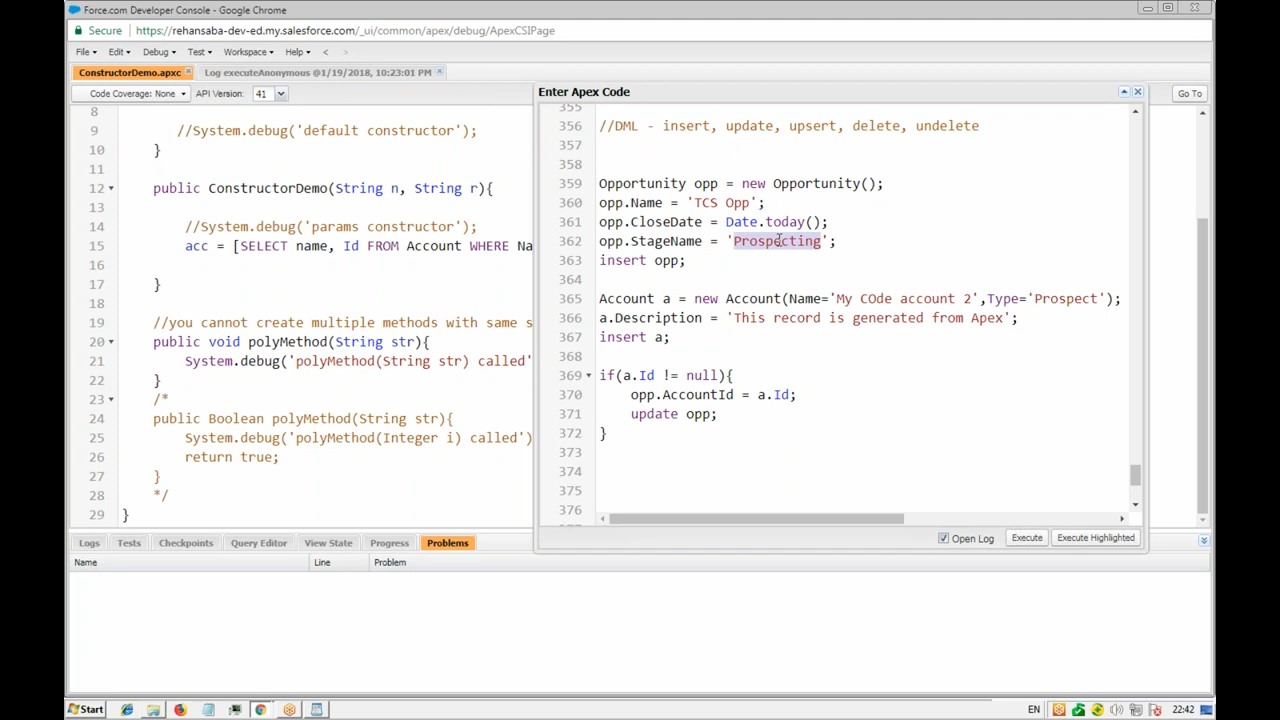 Force.com Developer Console - Google Chrome
Secure https://rehansaba-dev-ed.my.salesforce.com/_ui/common/apex/debug/ApexCSIPage
File Edit Debug Test Workspace Help < >
ConstructorDemo.apxc Log executeAnonymous @1/19/2018, 10:23:01 PM
Code Coverage: None API Version: 41 Go To
8
9 //System.debug('default constructor');
10 }
11
12 public ConstructorDemo(String n, String r){
13
14 //System.debug('params constructor');
15 acc = [SELECT name, Id FROM Account WHERE Na
16
17 }
18
19 //you cannot create multiple methods with same s
20 public void polyMethod(String str){
21 System.debug('polyMethod(String str) called'
22 }
23 /*
24 public Boolean polyMethod(String str){
25 System.debug('polyMethod(Integer i) called')
26 return true;
27 }
28 */
29 }
Enter Apex Code
355
356 //DML - insert, update, upsert, delete, undelete
357
358
359 Opportunity opp = new Opportunity();
360 opp.Name = 'TCS Opp';
361 opp.CloseDate = Date.today();
362 opp.StageName = 'Prospecting';
363 insert opp;
364
365 Account a = new Account(Name='My COde account 2',Type='Prospect');
366 a.Description = 'This record is generated from Apex';
367 insert a;
368
369 if(a.Id != null){
370 opp.AccountId = a.Id;
371 update opp;
372 }
373
374
375
376
Open Log Execute Execute Highlighted
Logs Tests Checkpoints Query Editor View State Progress Problems
Name Line Problem
Start EN 22:42